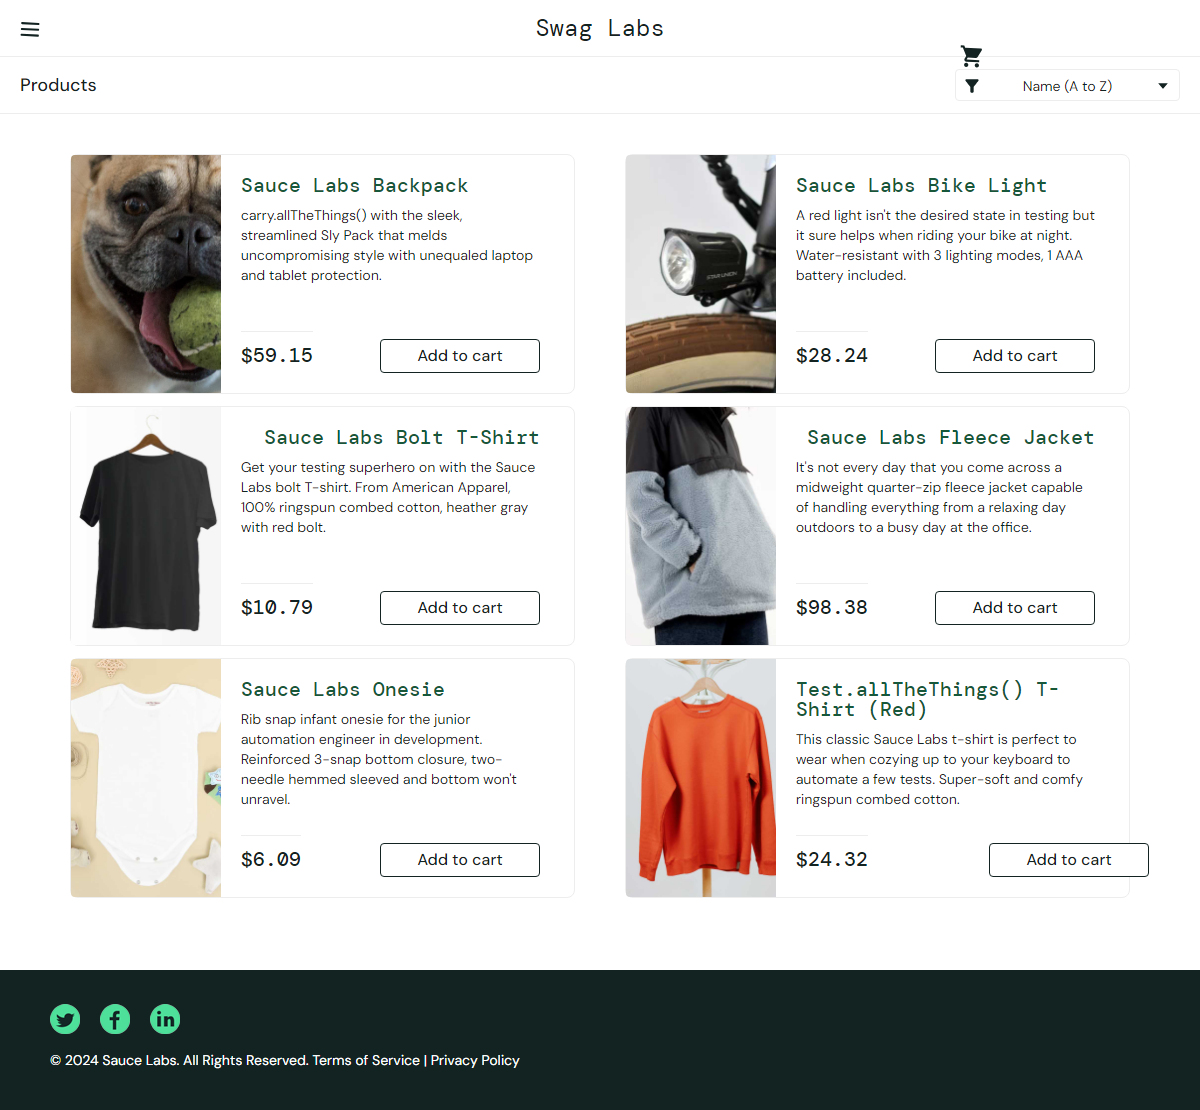 Swag Labs
Products
Name (A to Z)
Sauce Labs Backpack
carry.allTheThings() with the sleek,
streamlined Sly Pack that melds
uncompromising style with unequaled laptop
and tablet protection.
$59.15
Add to cart
Sauce Labs Bike Light
A red light isn't the desired state in testing but
it sure helps when riding your bike at night.
Water-resistant with 3 lighting modes, 1 AAA
battery included.
$28.24
Add to cart
Sauce Labs Bolt T-Shirt
Get your testing superhero on with the Sauce
Labs bolt T-shirt. From American Apparel,
100% ringspun combed cotton, heather gray
with red bolt.
$10.79
Add to cart
Sauce Labs Fleece Jacket
It's not every day that you come across a
midweight quarter-zip fleece jacket capable
of handling everything from a relaxing day
outdoors to a busy day at the office.
$98.38
Add to cart
Sauce Labs Onesie
Rib snap infant onesie for the junior
automation engineer in development.
Reinforced 3-snap bottom closure, two-
needle hemmed sleeved and bottom won't
unravel.
$6.09
Add to cart
Test.allTheThings() T-
Shirt (Red)
This classic Sauce Labs t-shirt is perfect to
wear when cozying up to your keyboard to
automate a few tests. Super-soft and comfy
ringspun combed cotton.
$24.32
Add to cart
© 2024 Sauce Labs. All Rights Reserved. Terms of Service | Privacy Policy